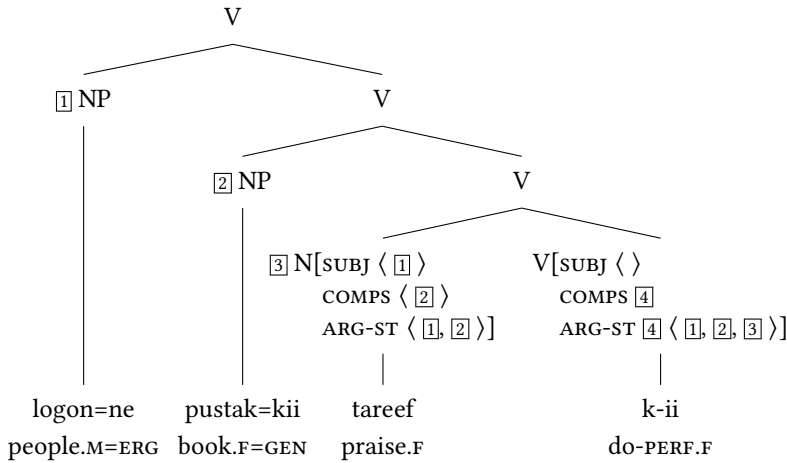 V
1 NP V
2 NP V
3 N[SUBJ ⟨ 1 ⟩ V[SUBJ ⟨ ⟩
COMPS ⟨ 2 ⟩ COMPS 4
ARG-ST ⟨ 1, 2 ⟩] ARG-ST 4 ⟨ 1, 2, 3 ⟩]
logon=ne pustak=kii tareef k-ii
people.M=ERG book.F=GEN praise.F do-PERF.F